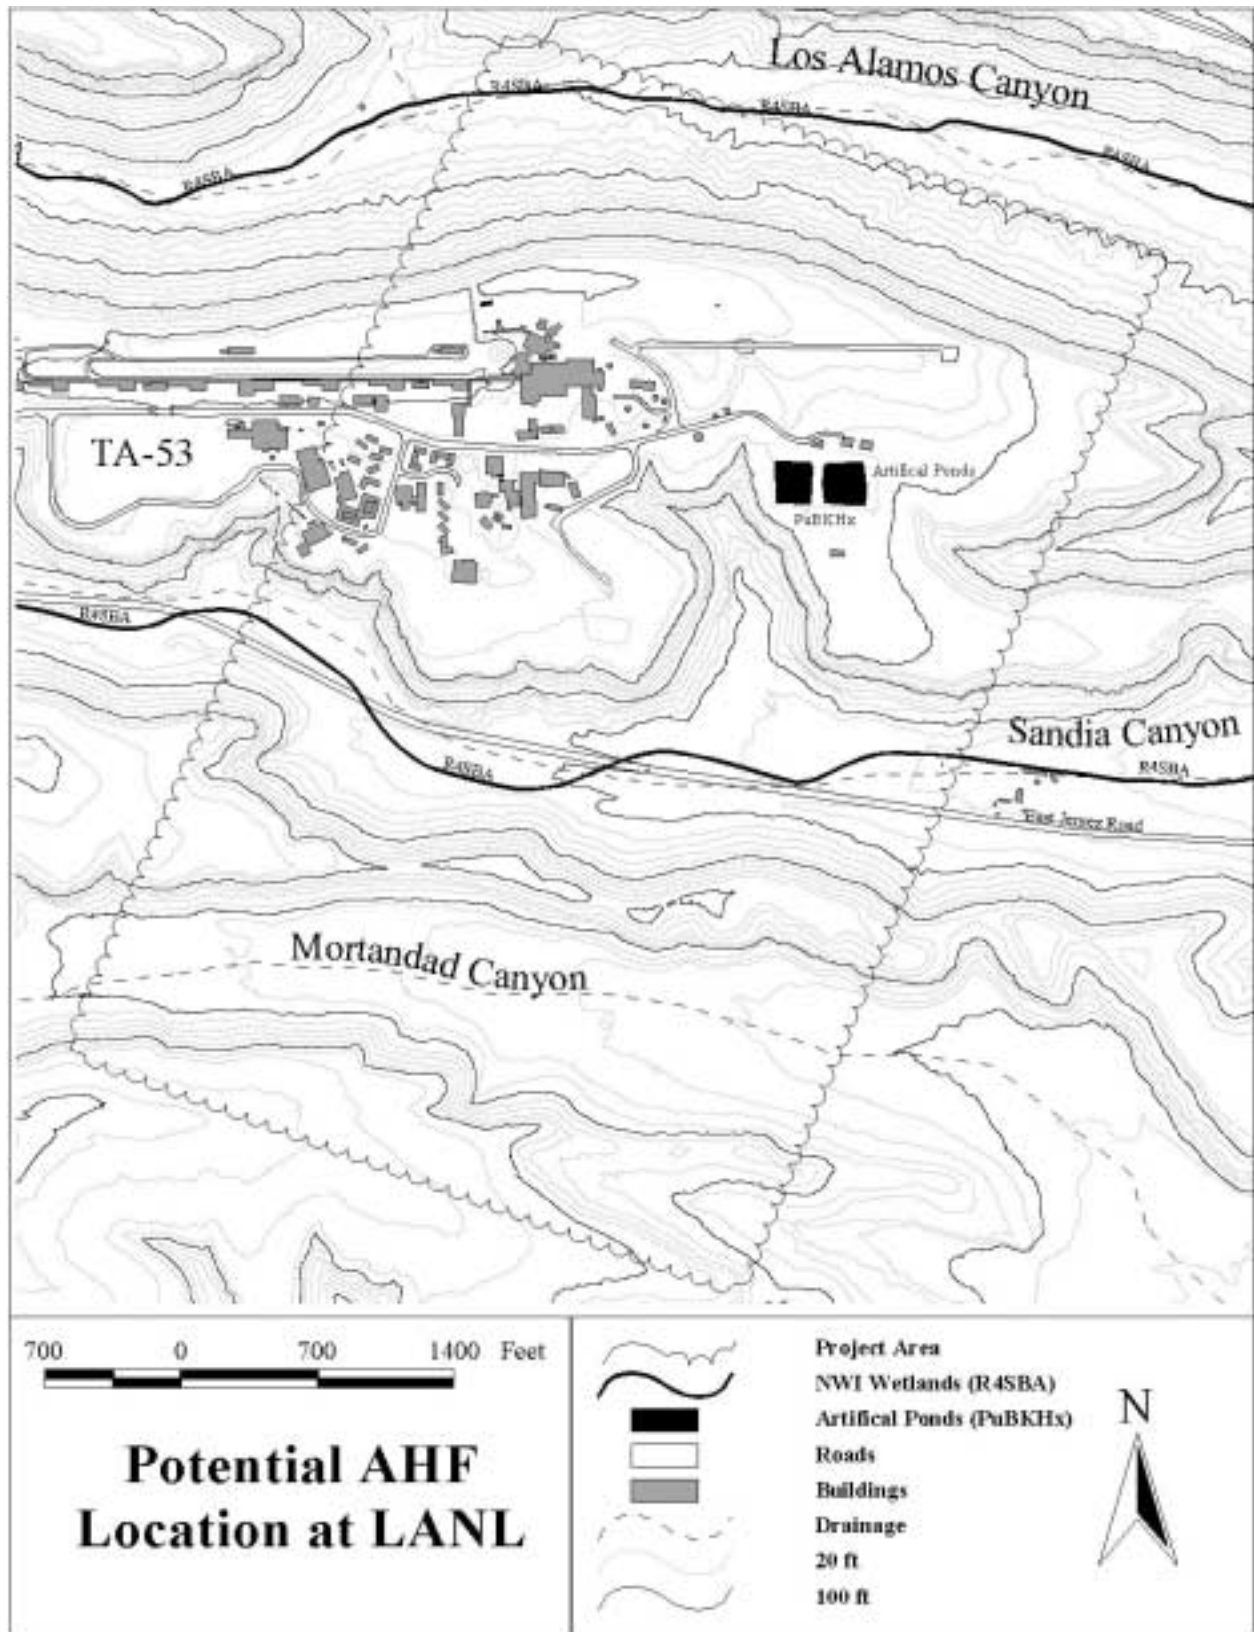 Los Alamos Canyon
R4SBA
R4SBA
R4SBA
R4SBA
TA-53
Artifical Ponds
PuBKHx
R4SBA
Sandia Canyon
R4SBA
R4SBA
East Jemez Road
Mortandad Canyon
700 0 700 1400 Feet
Potential AHF
Location at LANL
Project Area
NWI Wetlands (R4SBA)
Artifical Ponds (PuBKHx)
Roads
Buildings
Drainage
20 ft
100 ft
N